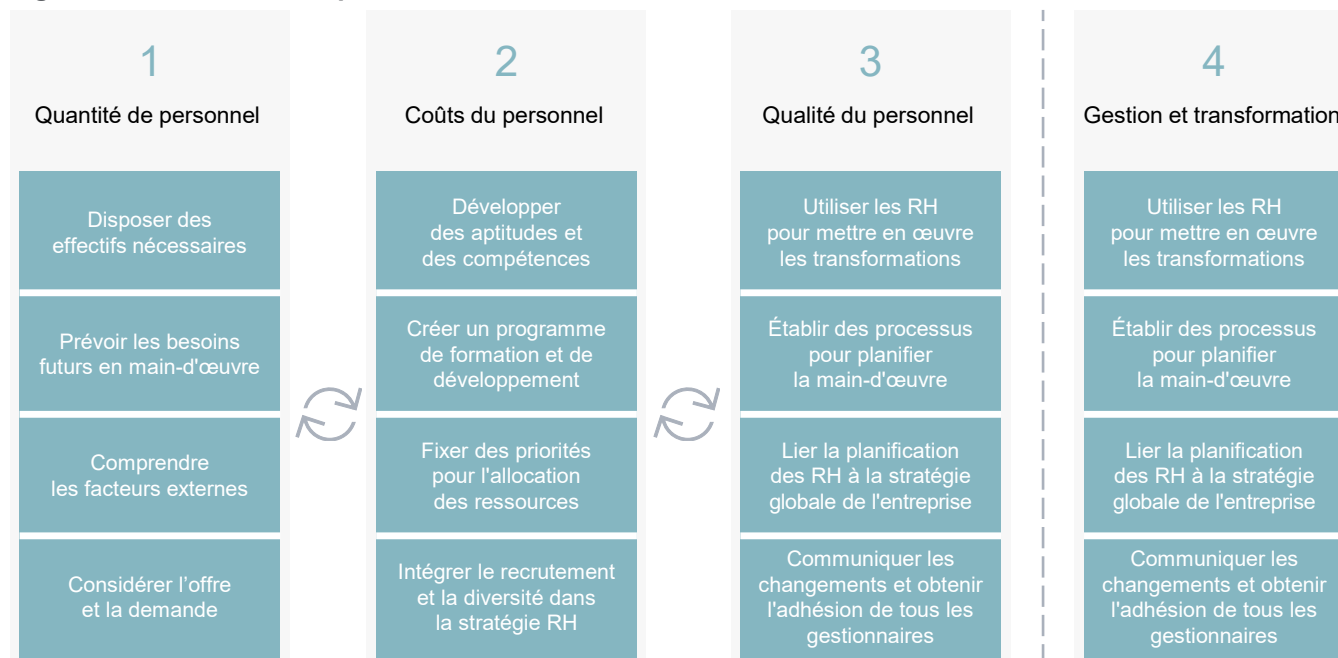 1
Quantité de personnel
Disposer des
effectifs nécessaires
Prévoir les besoins
futurs en main-d'œuvre
Comprendre
les facteurs externes
Considérer l’offre
et la demande
2
Coûts du personnel
Développer
des aptitudes et
des compétences
Créer un programme
de formation et de
développement
Fixer des priorités
pour l'allocation
des ressources
Intégrer le recrutement
et la diversité dans
la stratégie RH
3
Qualité du personnel
Utiliser les RH
pour mettre en œuvre
les transformations
Établir des processus
pour planifier
la main-d'œuvre
Lier la planification
des RH à la stratégie
globale de l'entreprise
Communiquer les
changements et obtenir
l'adhésion de tous les
gestionnaires
4
Gestion et transformation
Utiliser les RH
pour mettre en œuvre
les transformations
Établir des processus
pour planifier
la main-d'œuvre
Lier la planification
des RH à la stratégie
globale de l'entreprise
Communiquer les
changements et obtenir
l'adhésion de tous les
gestionnaires